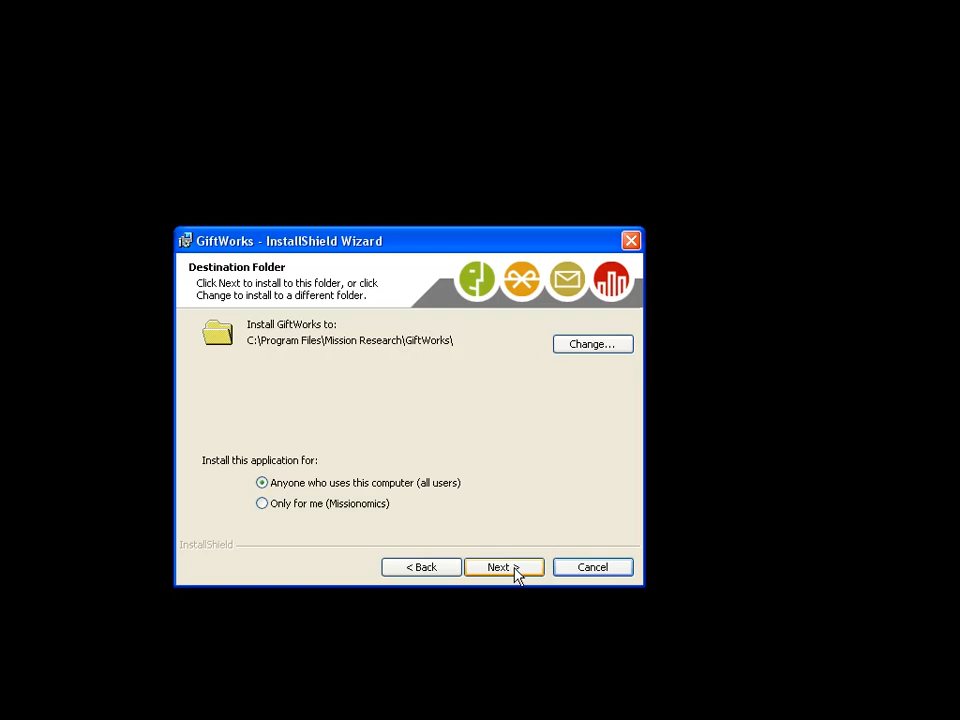 GiftWorks - InstallShield Wizard
Destination Folder
Click Next to install to this folder, or click
Change to install to a different folder.
Install GiftWorks to:
C:\Program Files\Mission Research\GiftWorks\
Change...
Install this application for:
Anyone who uses this computer (all users)
Only for me (Missionomics)
InstallShield
< Back
Next >
Cancel